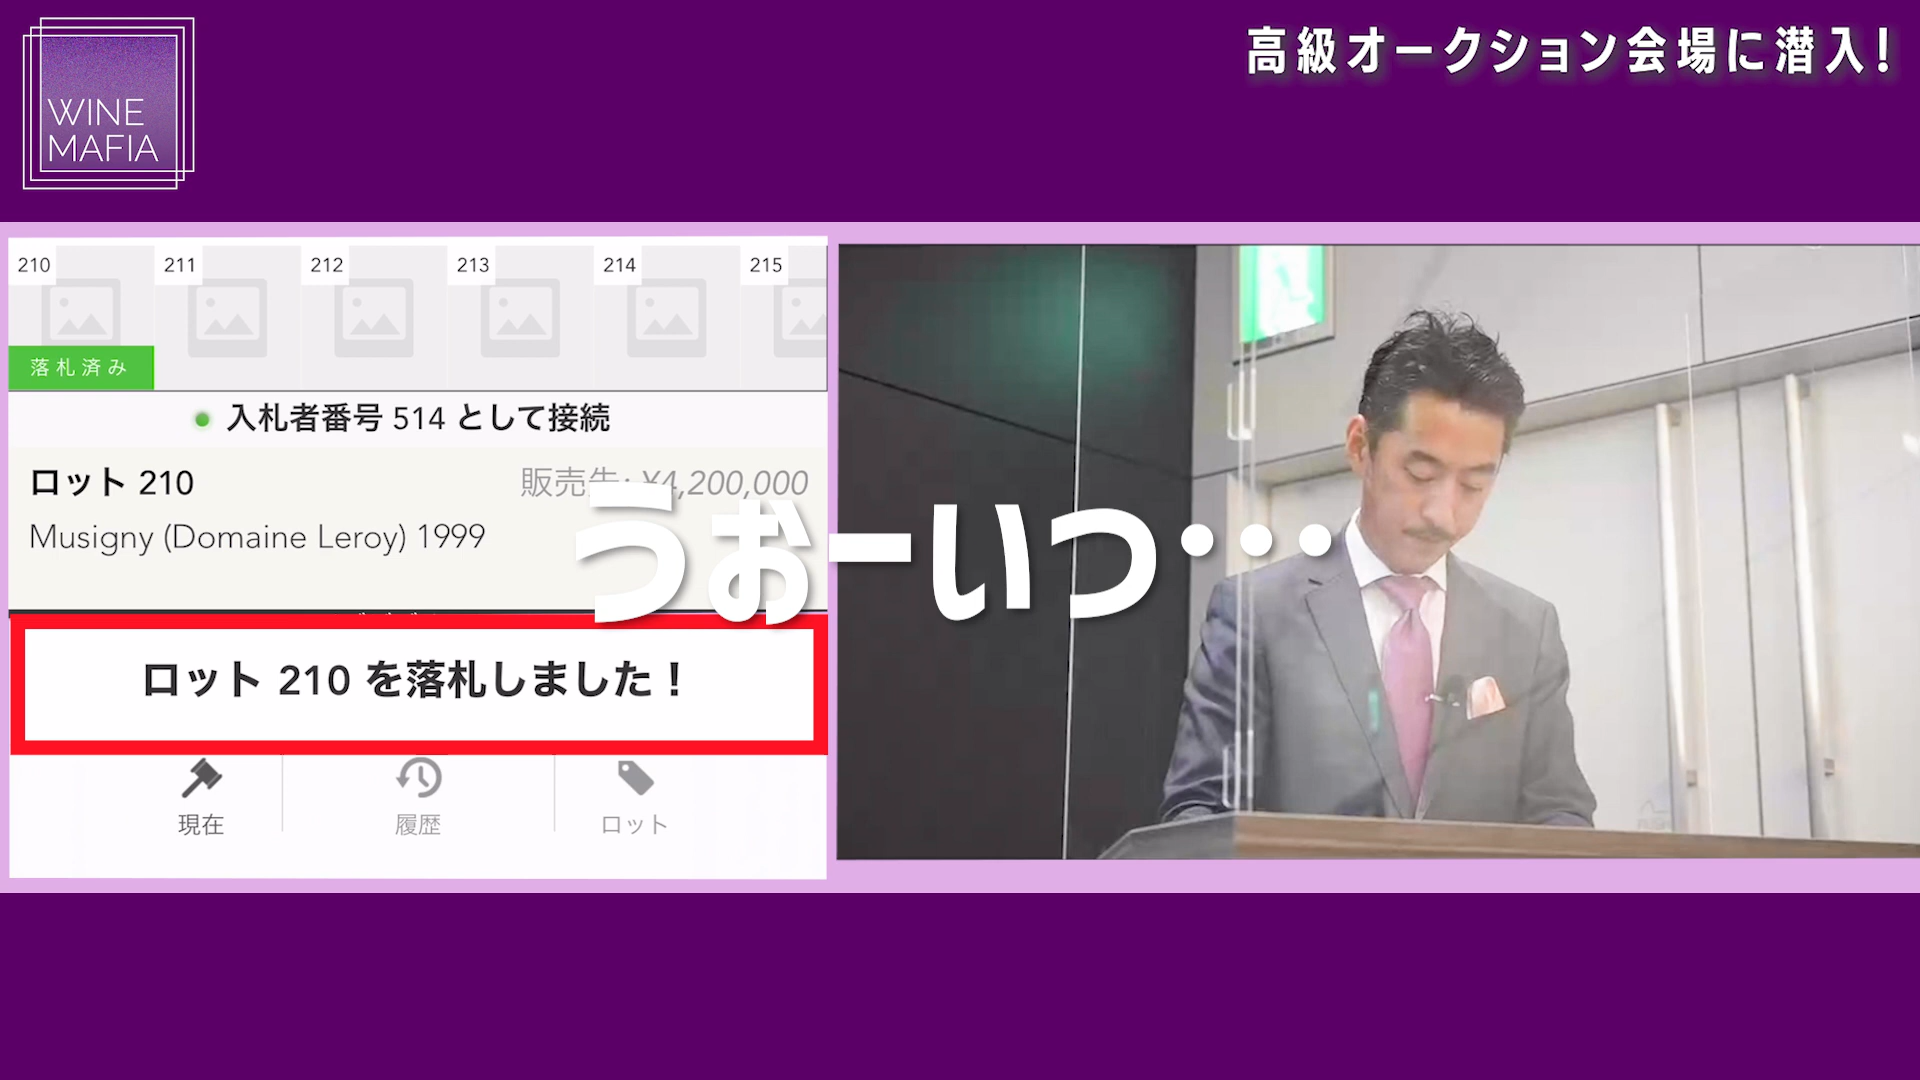 WINE
MAFIA
高級オークション会場に潜入!
210
211
212
213
214
215
落札済み
入札者番号 514 として接続
ロット 210
販売先: ¥4,200,000
Musigny (Domaine Leroy) 1999
うおーいつ…
ロット 210 を落札しました！
現在
履歴
ロット